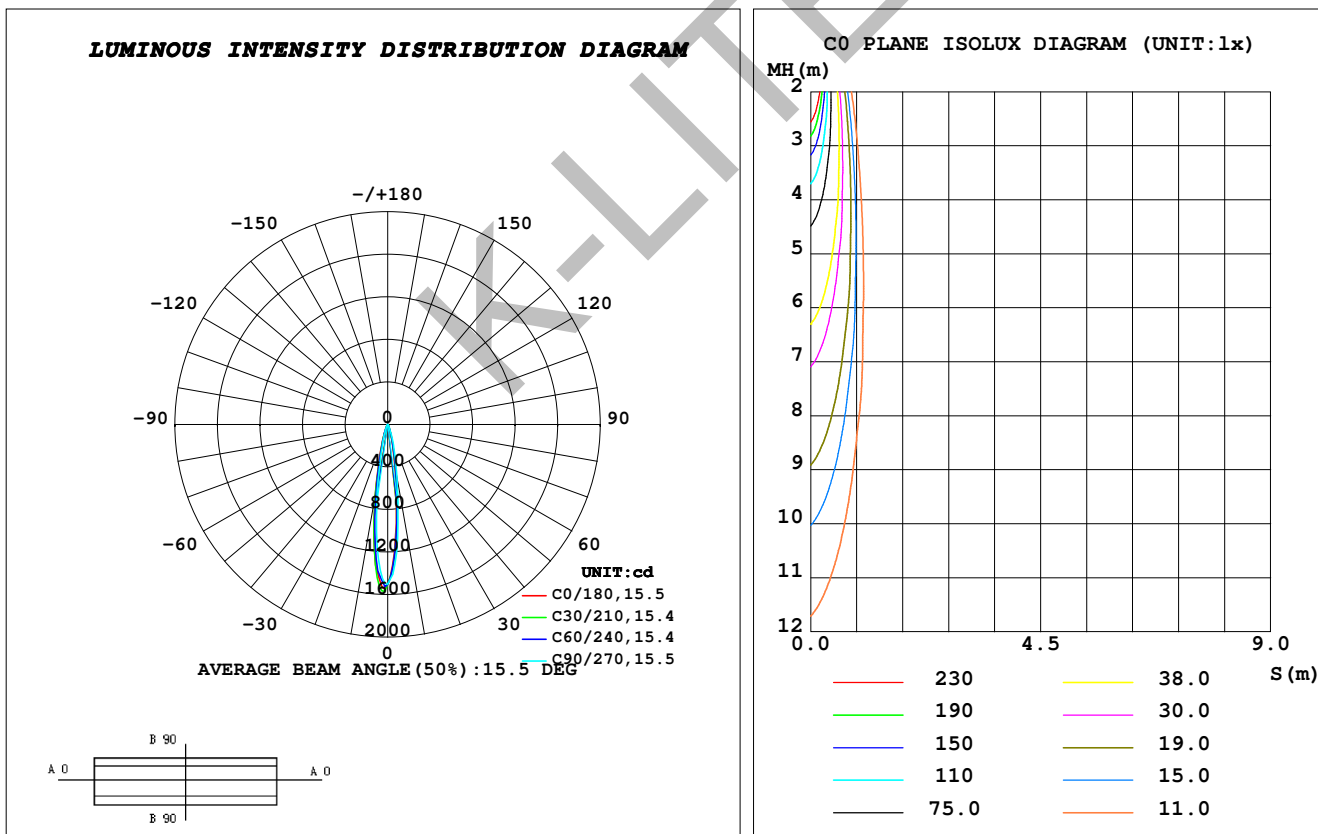 LUMINOUS INTENSITY DISTRIBUTION DIAGRAM
-/+180
-150 150
-120 120
-90 90
-60 60
-30 30
0
0
400
800
1200
1600
2000
UNIT:cd
C0/180,15.5
C30/210,15.4
C60/240,15.4
C90/270,15.5
AVERAGE BEAM ANGLE(50%):15.5 DEG
B 90
A 0 A 0
B 90
C0 PLANE ISOLUX DIAGRAM (UNIT:lx)
MH(m)
2
3
4
5
6
7
8
9
10
11
12
0.0 4.5 9.0
S(m)
230 38.0
190 30.0
150 19.0
110 15.0
75.0 11.0
K-LITE